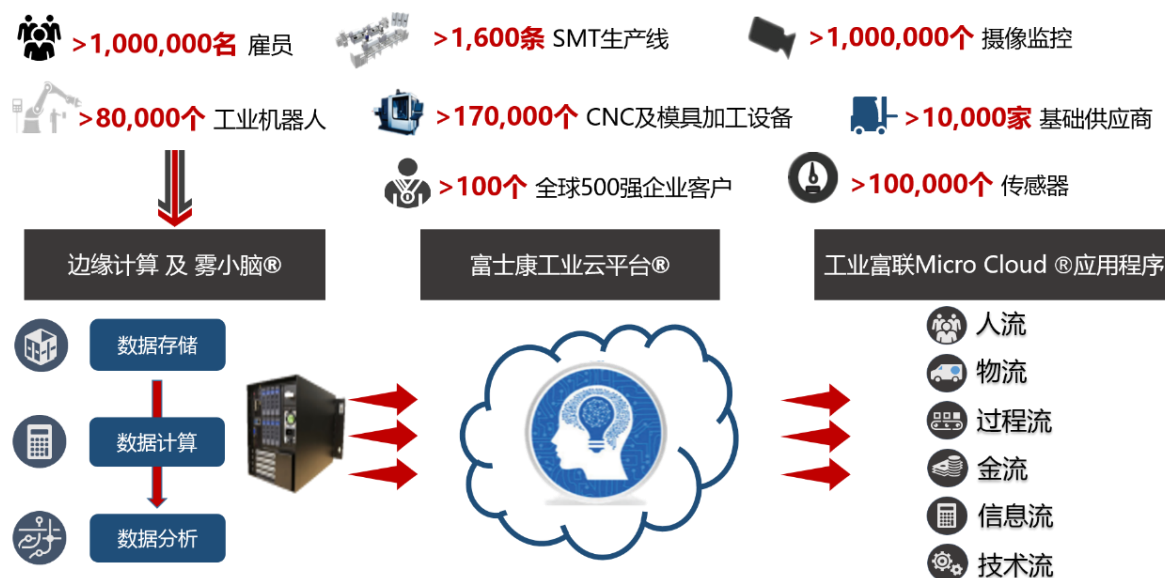 >1,000,000名 雇员
>1,600条 SMT生产线
>1,000,000个 摄像监控
>80,000个 工业机器人
>170,000个 CNC及模具加工设备
>10,000家 基础供应商
>100个 全球500强企业客户
>100,000个 传感器
边缘计算 及 雾小脑®
富士康工业云平台®
工业富联Micro Cloud ®应用程序
数据存储
数据计算
数据分析
人流
物流
过程流
金流
信息流
技术流